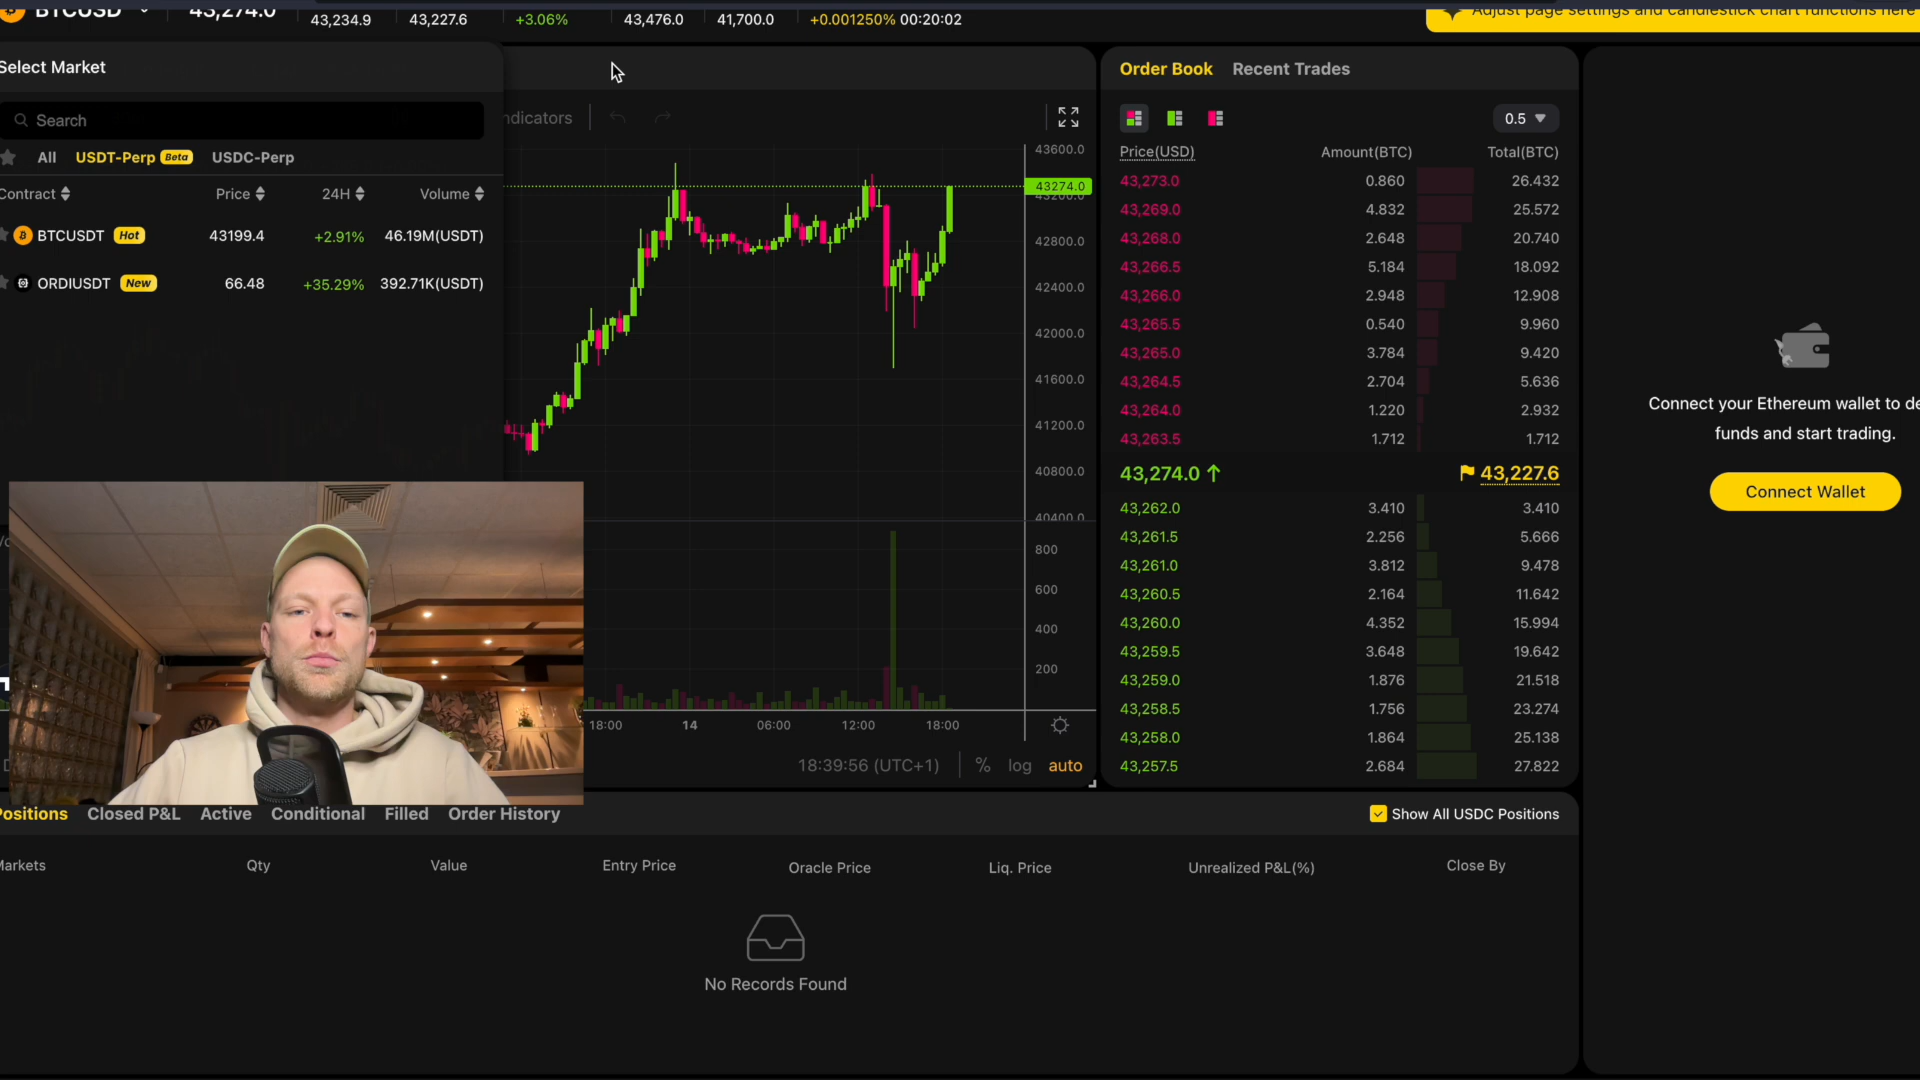 BTCUSD 43,274.0 43,234.9 43,227.6 +3.06% 43,476.0 41,700.0 +0.001250% 00:20:02
Adjust page settings and candlestick chart functions here
Select Market
Search
All USDT-Perp Beta USDC-Perp
Contract Price 24H Volume
BTCUSDT Hot 43199.4 +2.91% 46.19M(USDT)
ORDIUSDT New 66.48 +35.29% 392.71K(USDT)
ndicators
43600.0
43274.0
43200.0
42800.0
42400.0
42000.0
41600.0
41200.0
40800.0
40400.0
800
600
400
200
18:00 14 06:00 12:00 18:00
18:39:56 (UTC+1) % log auto
Order Book Recent Trades
0.5
Price(USD) Amount(BTC) Total(BTC)
43,273.0 0.860 26.432
43,269.0 4.832 25.572
43,268.0 2.648 20.740
43,266.5 5.184 18.092
43,266.0 2.948 12.908
43,265.5 0.540 9.960
43,265.0 3.784 9.420
43,264.5 2.704 5.636
43,264.0 1.220 2.932
43,263.5 1.712 1.712
43,274.0 ↑ 43,227.6
43,262.0 3.410 3.410
43,261.5 2.256 5.666
43,261.0 3.812 9.478
43,260.5 2.164 11.642
43,260.0 4.352 15.994
43,259.5 3.648 19.642
43,259.0 1.876 21.518
43,258.5 1.756 23.274
43,258.0 1.864 25.138
43,257.5 2.684 27.822
Connect your Ethereum wallet to de
funds and start trading.
Connect Wallet
Positions Closed P&L Active Conditional Filled Order History Show All USDC Positions
Markets Qty Value Entry Price Oracle Price Liq. Price Unrealized P&L(%) Close By
No Records Found